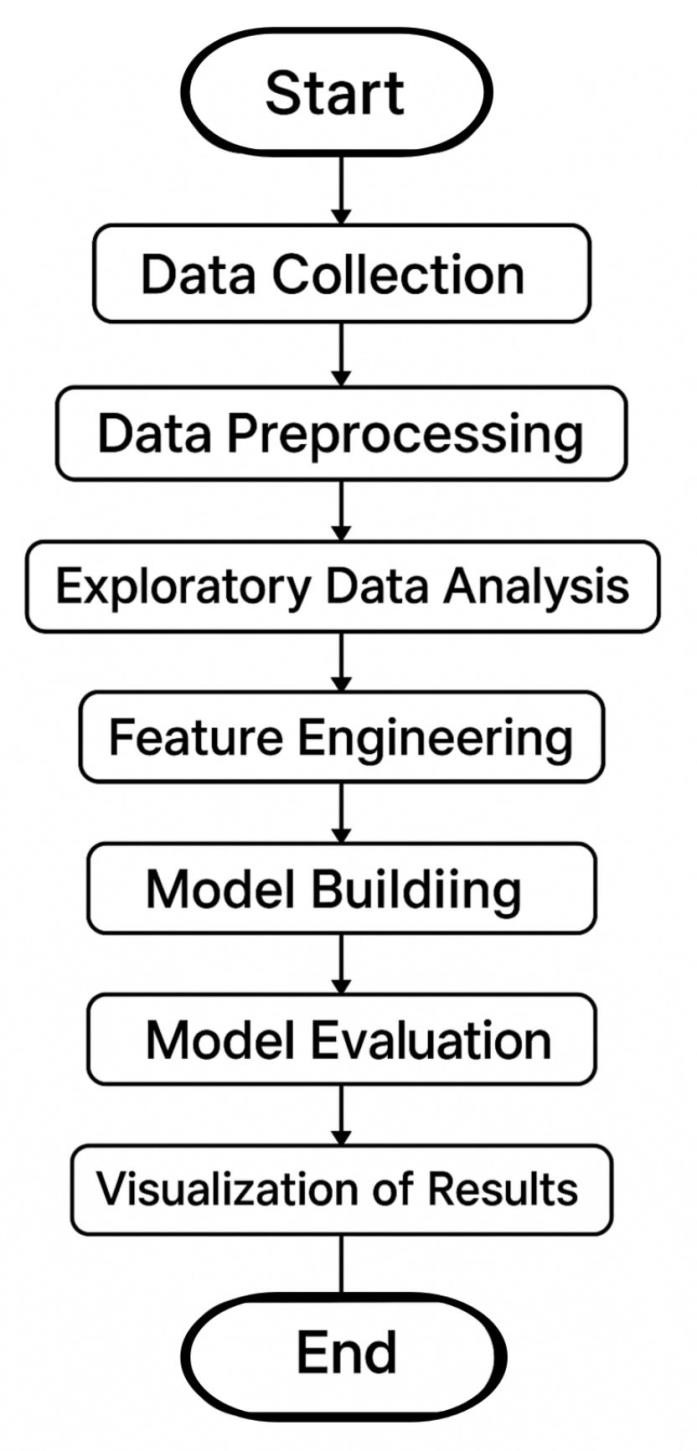 Start
Data Collection
Data Preprocessing
Exploratory Data Analysis
Feature Engineering
Model Buildiing
Model Evaluation
Visualization of Results
End